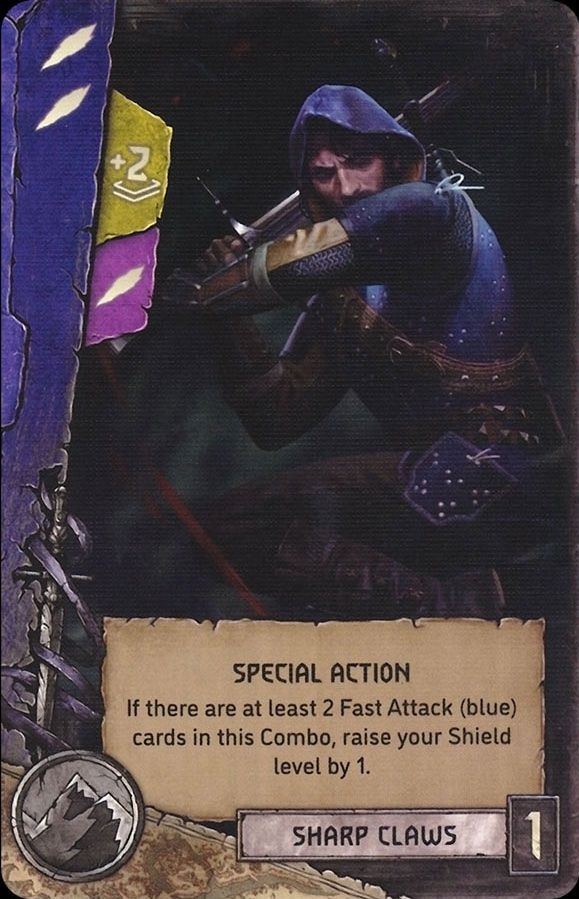 +2
SPECIAL ACTION
If there are at least 2 Fast Attack (blue)
cards in this Combo, raise your Shield
level by 1.
SHARP CLAWS
1